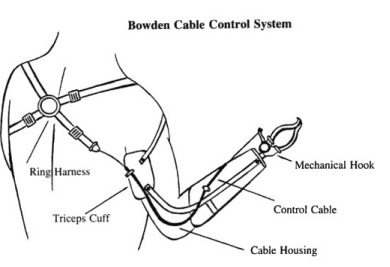 Bowden Cable Control System
Mechanical Hook
Ring Harness
Control Cable
Triceps Cuff
Cable Housing